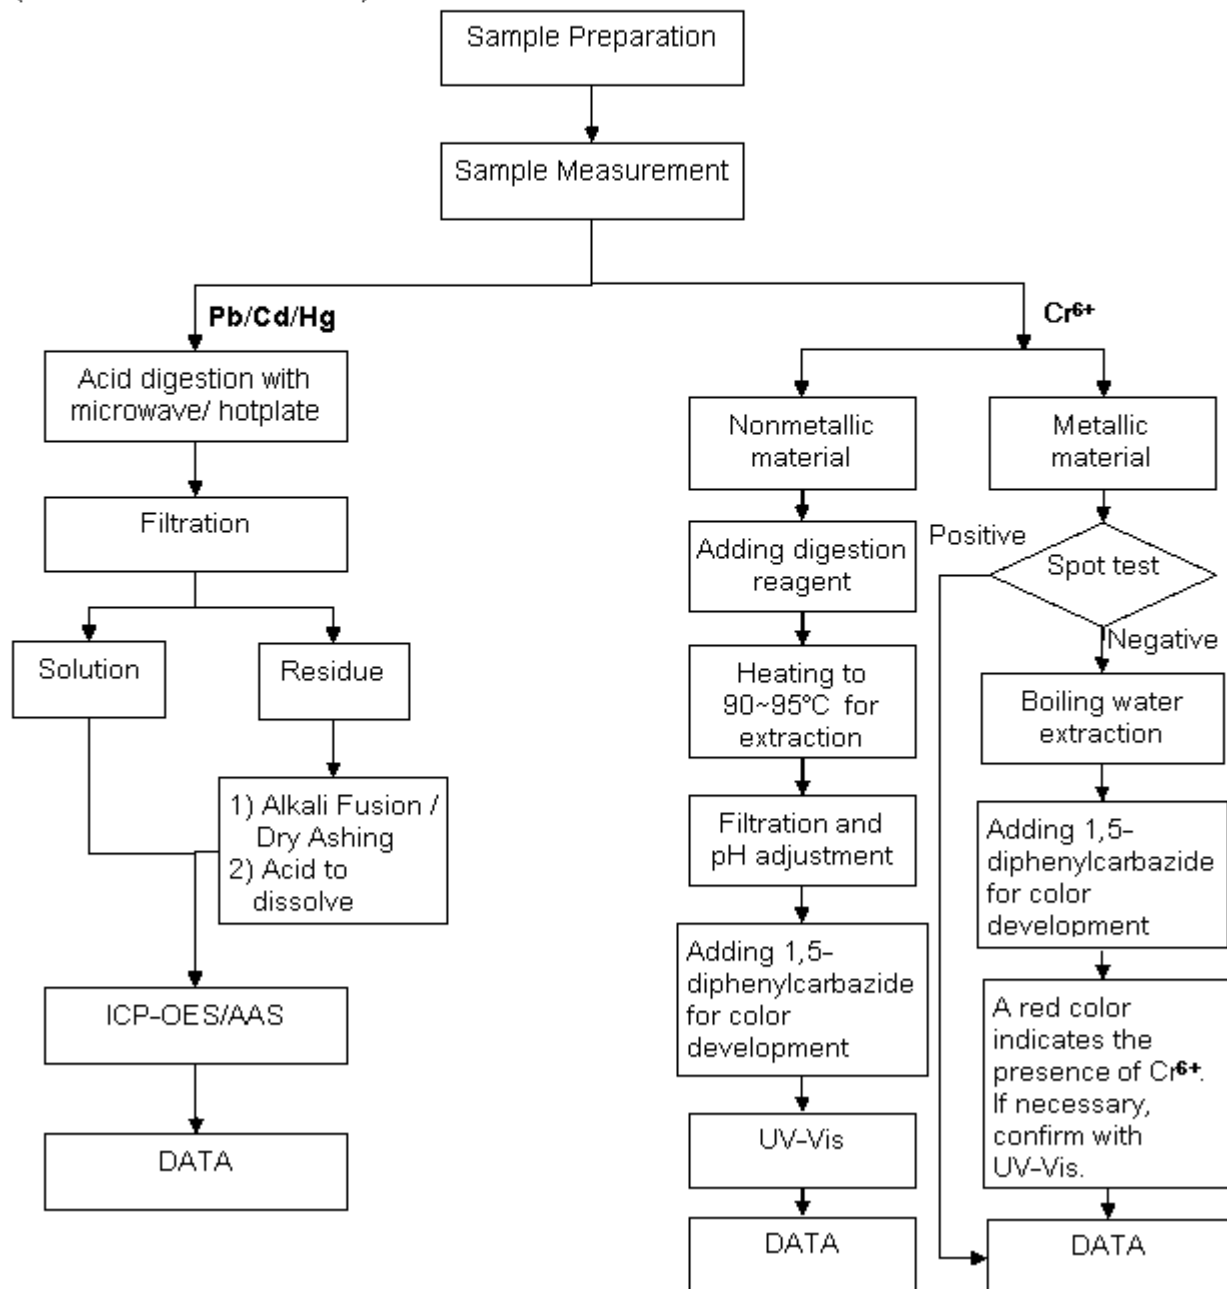 Sample Preparation
Sample Measurement
Pb/Cd/Hg
Cr⁶⁺
Acid digestion with
microwave/ hotplate
Filtration
Solution
Residue
1) Alkali Fusion /
Dry Ashing
2) Acid to
dissolve
ICP-OES/AAS
DATA
Nonmetallic
material
Adding digestion
reagent
Heating to
90~95°C for
extraction
Filtration and
pH adjustment
Adding 1,5-
diphenylcarbazide
for color
development
UV-Vis
DATA
Metallic
material
Positive
Spot test
Negative
Boiling water
extraction
Adding 1,5-
diphenylcarbazide
for color
development
A red color
indicates the
presence of Cr⁶⁺.
If necessary,
confirm with
UV-Vis.
DATA